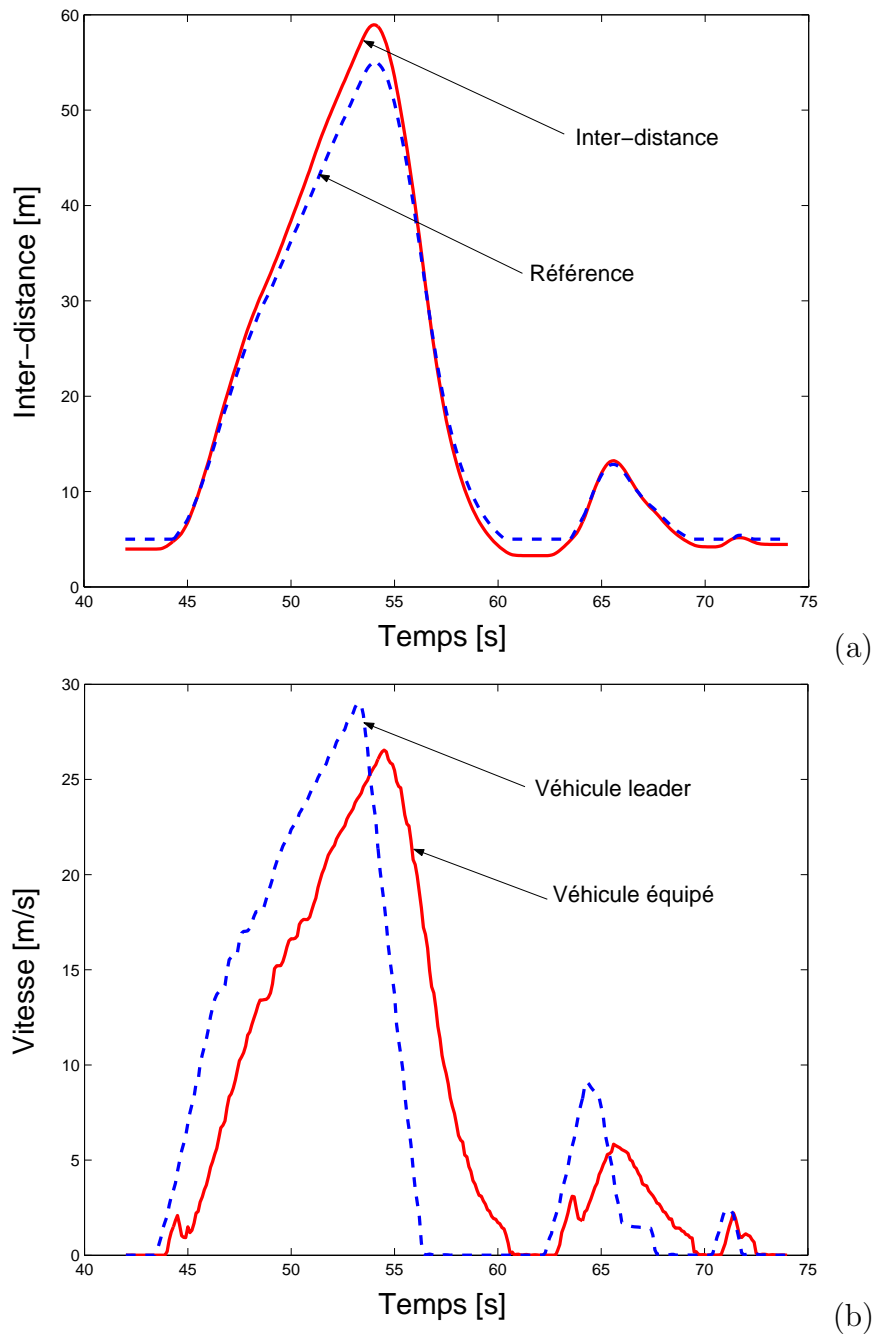 60
50
40
30
20
10
0
Inter−distance [m]
Inter−distance
Référence
40 45 50 55 60 65 70 75
Temps [s]
(a)
30
25
20
15
10
5
0
Vitesse [m/s]
Véhicule leader
Véhicule équipé
40 45 50 55 60 65 70 75
Temps [s]
(b)